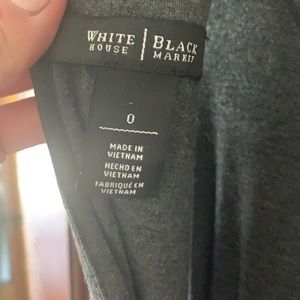 WHITE HOUSE | BLACK MARKET
0
MADE IN
VIETNAM
HECHO EN
VIETNAM
FABRIQUÉ EN
VIETNAM